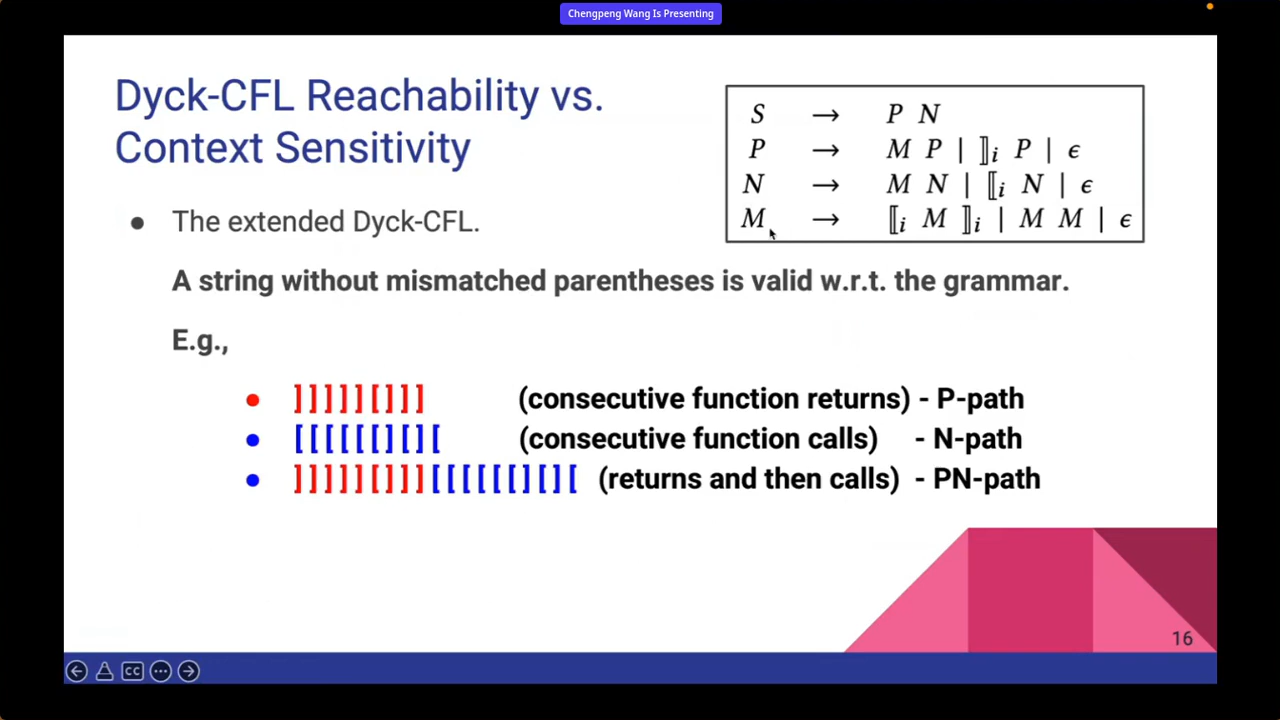 Chengpeng Wang Is Presenting
Dyck-CFL Reachability vs.
Context Sensitivity
S → P N
P → M P | ⟧i P | ϵ
N → M N | ⟦i N | ϵ
M → ⟦i M ⟧i | M M | ϵ
● The extended Dyck-CFL.
A string without mismatched parentheses is valid w.r.t. the grammar.
E.g.,
● ] ] ] ] ] [ ] ] ] (consecutive function returns) - P-path
● [ [ [ [ [ [ ] [ ] [ (consecutive function calls) - N-path
● ] ] ] ] ] [ ] ] ] [ [ [ [ [ [ ] [ ] [ (returns and then calls) - PN-path
16
CC